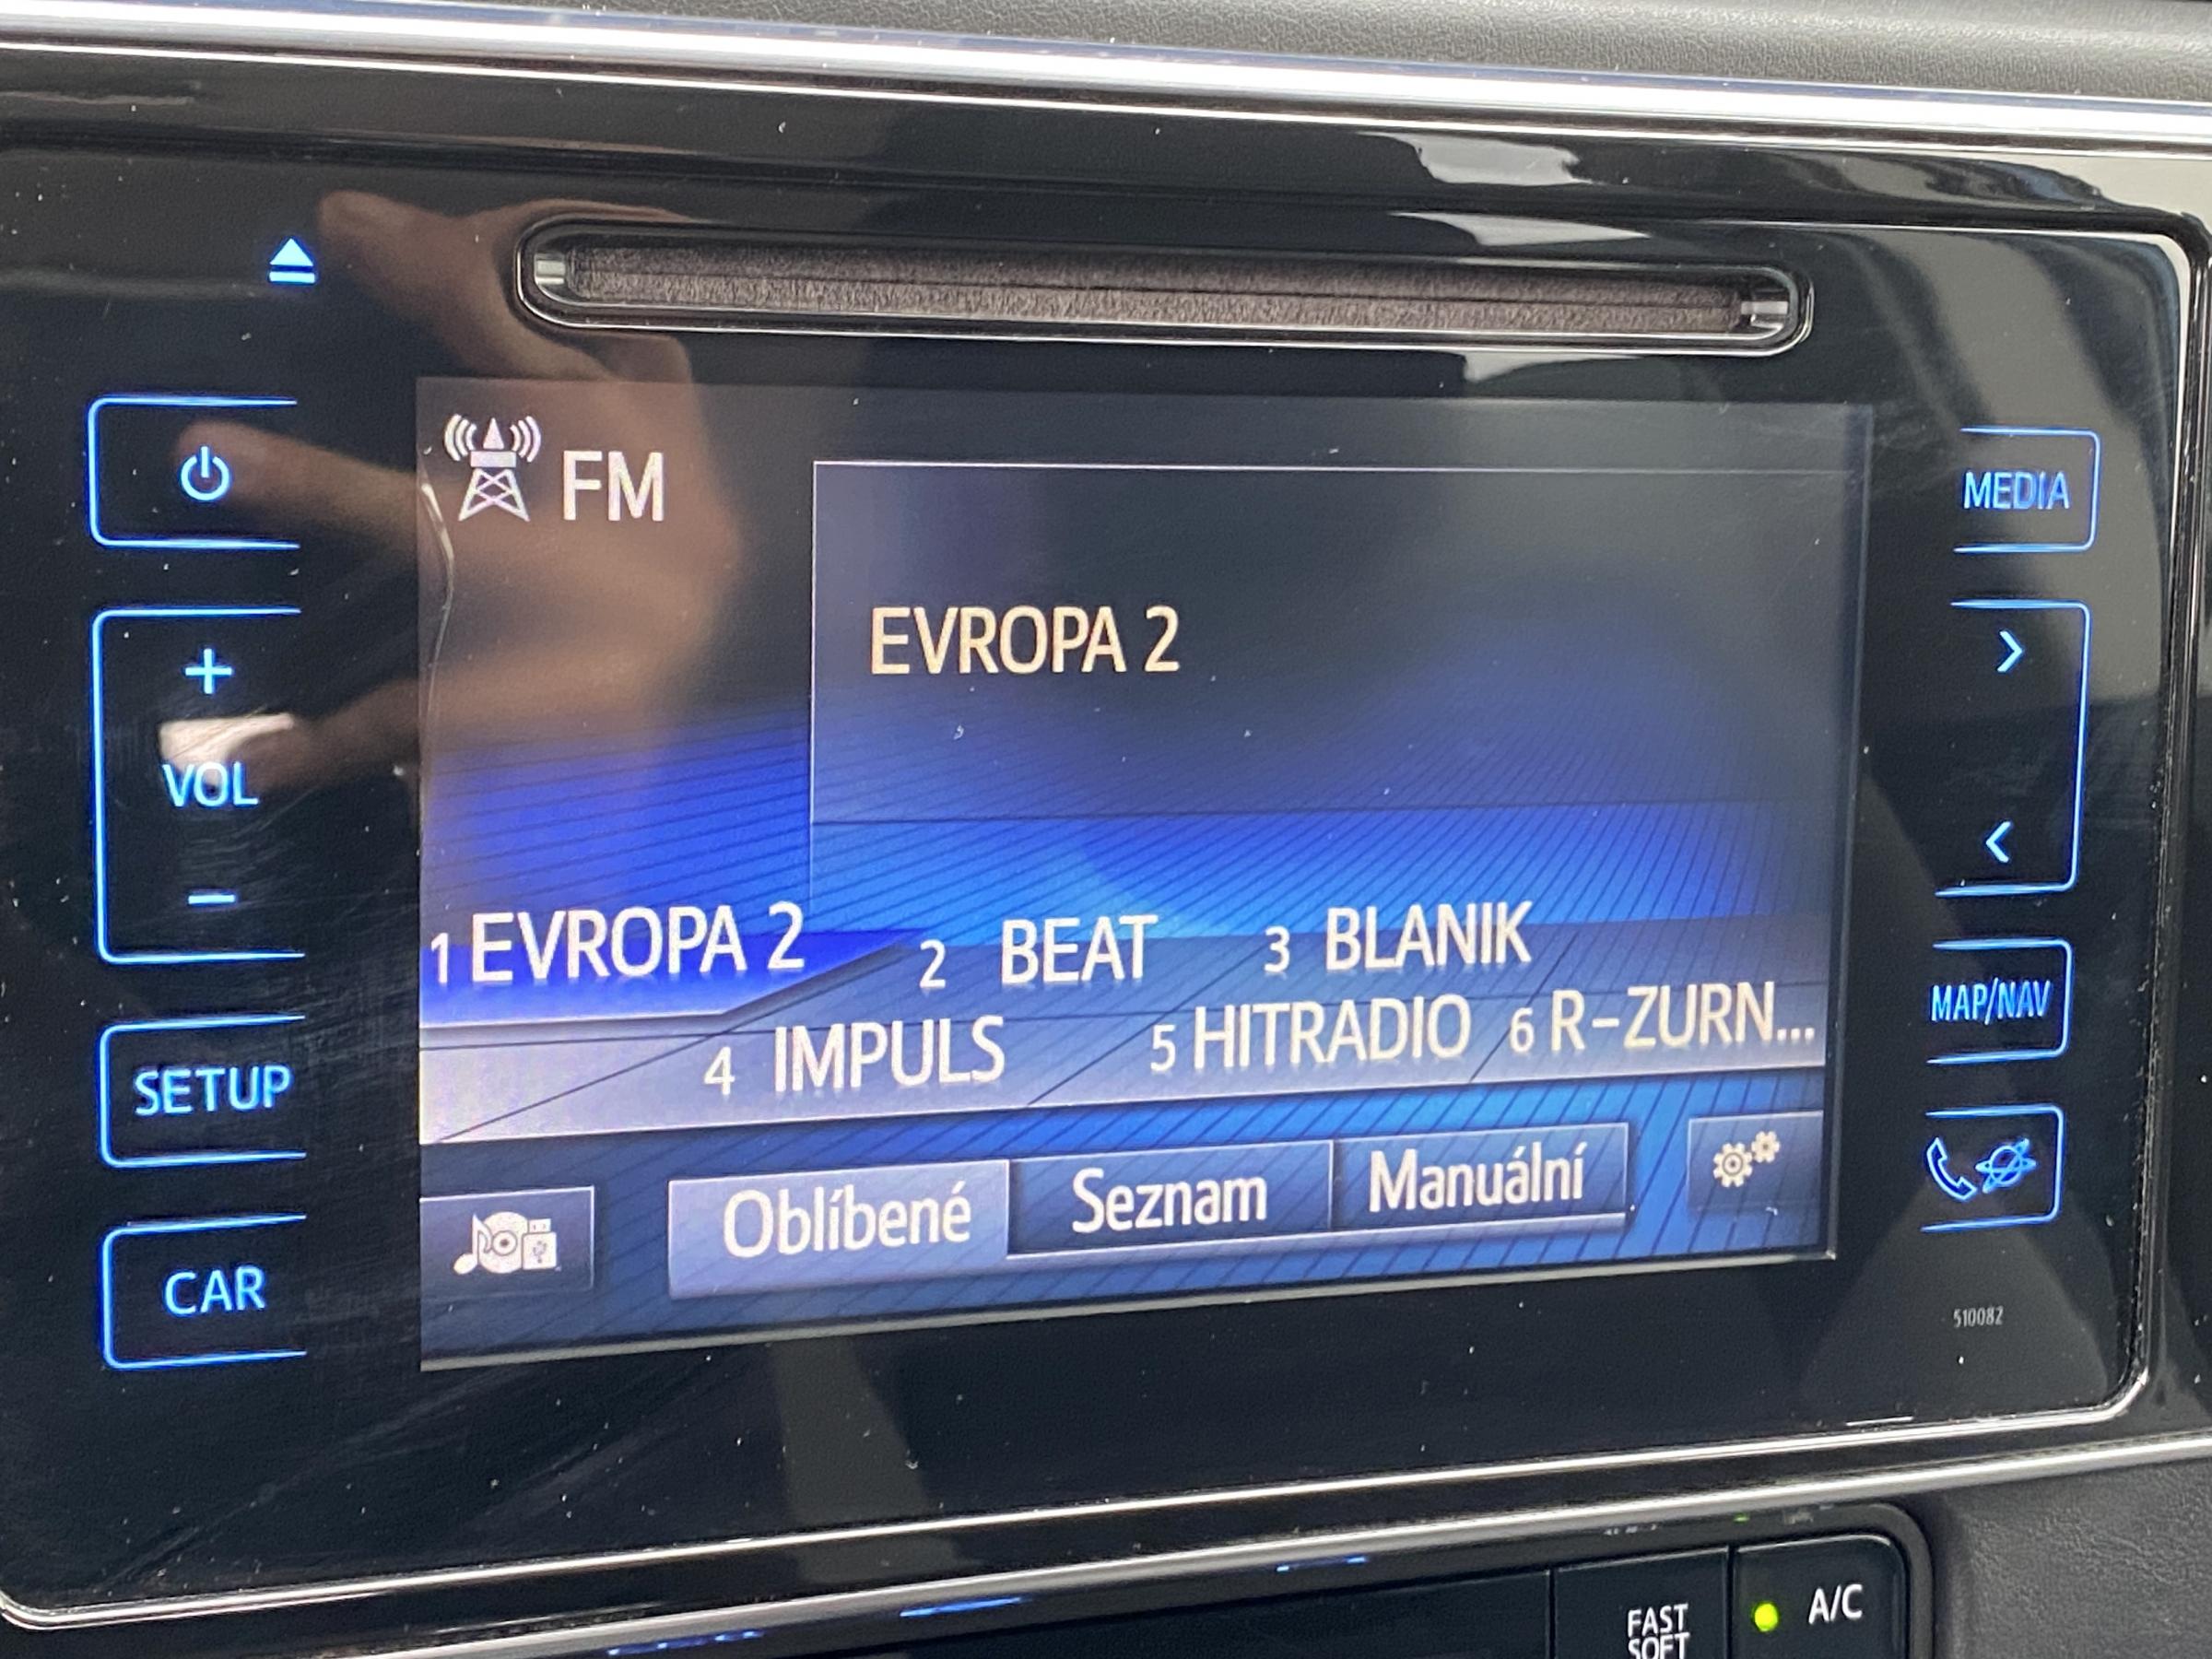 FM
MEDIA
EVROPA 2
+
VOL
-
1 EVROPA 2 2 BEAT 3 BLANIK
4 IMPULS 5 HITRADIO 6 R-ZURN...
MAP/NAV
SETUP
Oblíbené Seznam Manuální
CAR
510082
FAST
SOFT
A/C